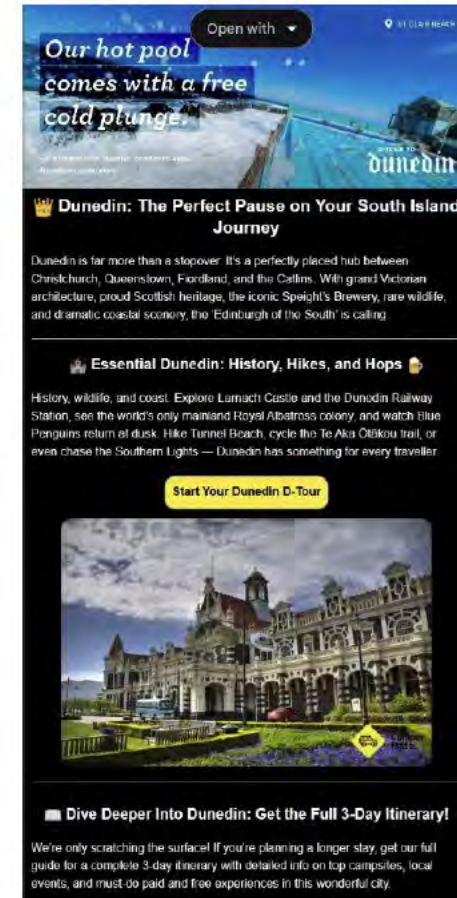 Open with
ST CLAIR BEACH
Our hot pool
comes with a free
cold plunge.
dunedin
Dunedin: The Perfect Pause on Your South Island
Journey
Dunedin is far more than a stopover. It's a perfectly placed hub between
Christchurch, Queenstown, Fiordland, and the Catlins. With grand Victorian
architecture, proud Scottish heritage, the iconic Speight's Brewery, rare wildlife,
and dramatic coastal scenery, the 'Edinburgh of the South' is calling.
Essential Dunedin: History, Hikes, and Hops
History, wildlife, and coast. Explore Larnach Castle and the Dunedin Railway
Station, see the world's only mainland Royal Albatross colony, and watch Blue
Penguins return at dusk. Hike Tunnel Beach, cycle the Te Aka Ōtākou trail, or
even chase the Southern Lights — Dunedin has something for every traveller.
Start Your Dunedin D-Tour
Dive Deeper Into Dunedin: Get the Full 3-Day Itinerary!
We're only scratching the surface! If you're planning a longer stay, get our full
guide for a complete 3-day itinerary with detailed info on top campsites, local
events, and must-do paid and free experiences in this wonderful city.